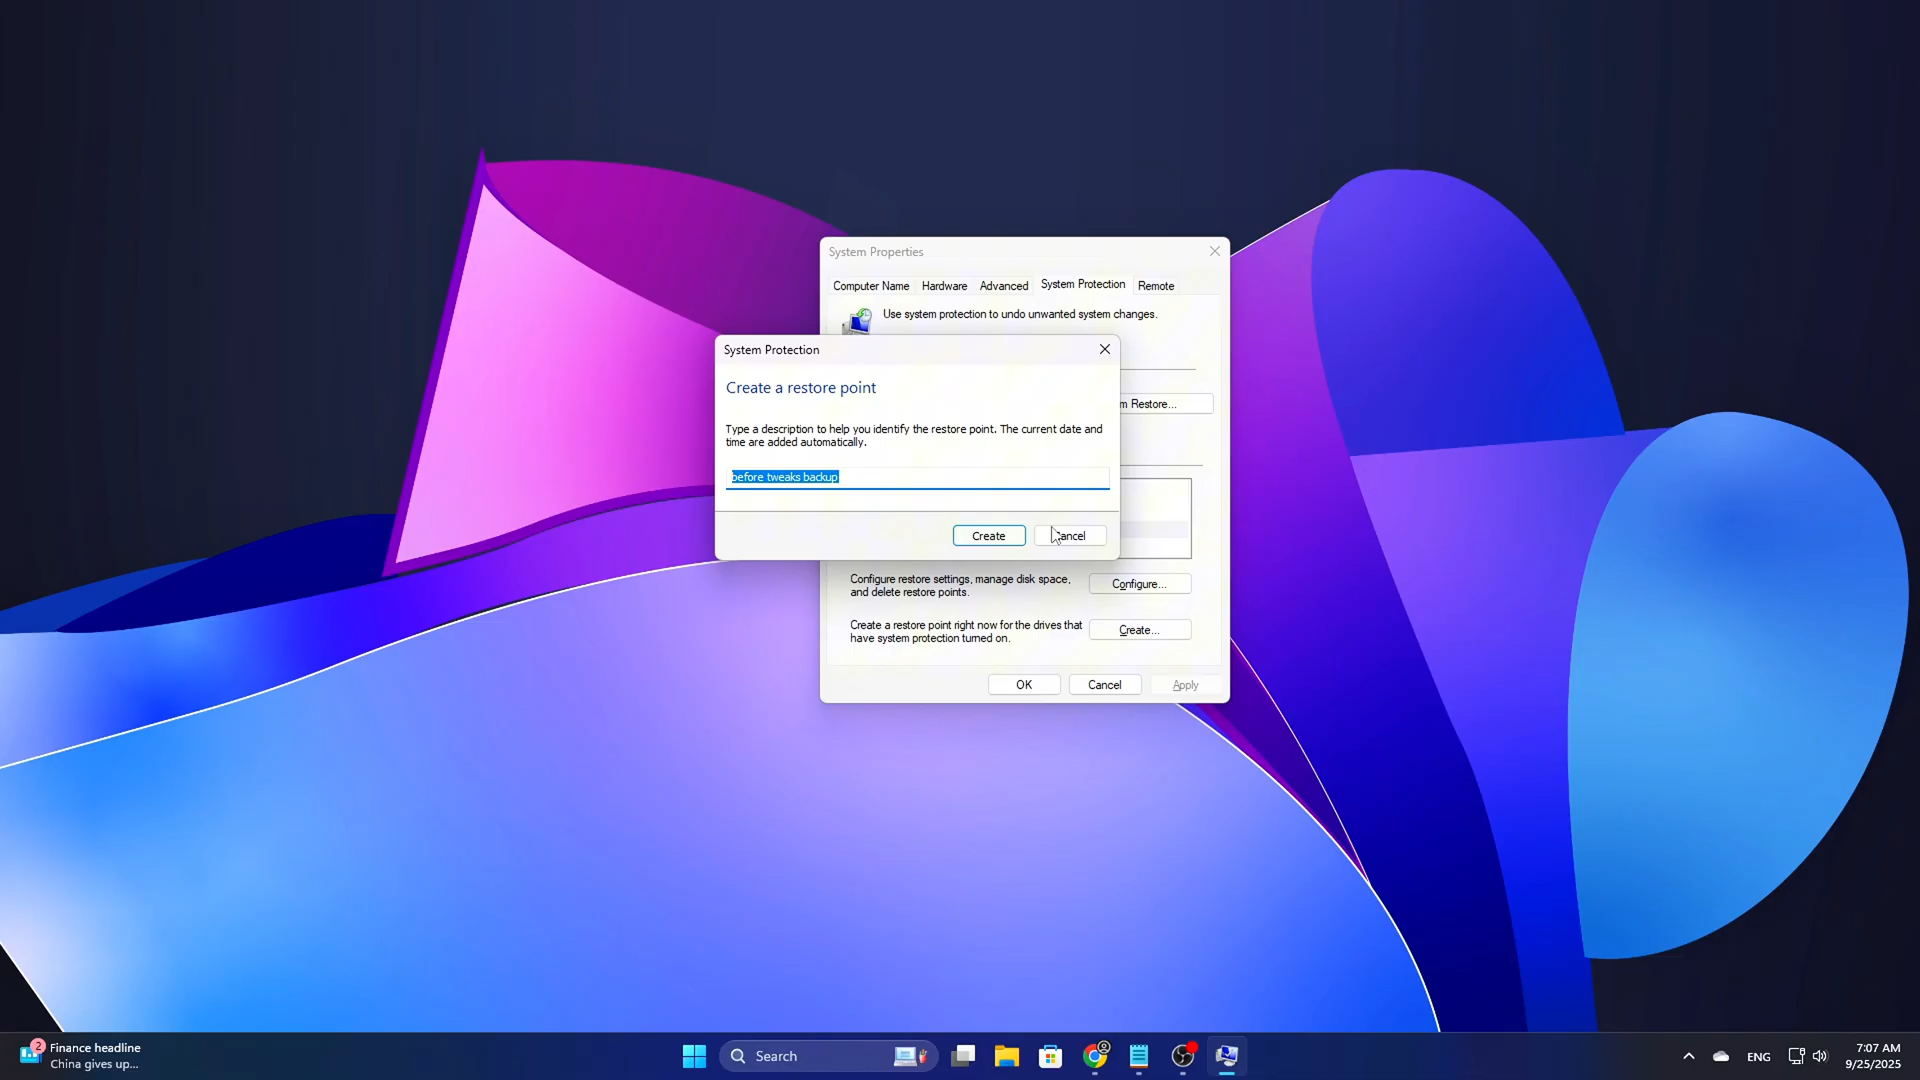 System Properties
Computer Name
Hardware
Advanced
System Protection
Remote
Use system protection to undo unwanted system changes.
System Protection
Create a restore point
Type a description to help you identify the restore point. The current date and
time are added automatically.
before tweaks backup
Create
m Restore...
Configure restore settings, manage disk space,
and delete restore points.
Configure...
Create a restore point right now for the drives that
have system protection turned on.
Create...
OK
Cancel
Apply
2
Finance headline
China gives up...
Search
ENG
7:07 AM
9/25/2025